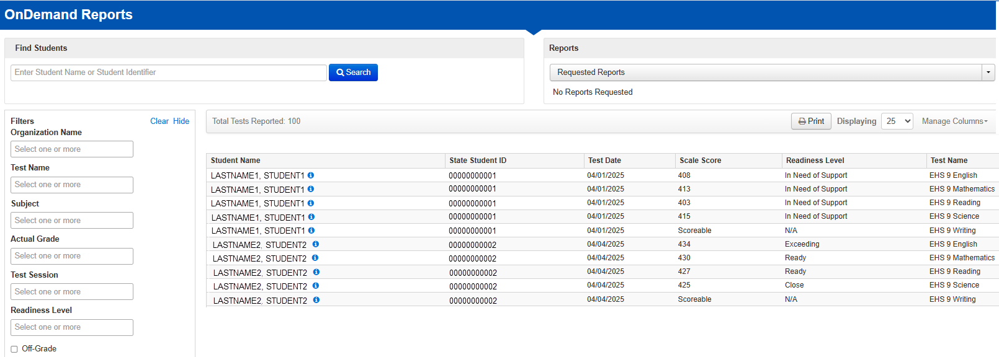 OnDemand Reports
Find Students
Enter Student Name or Student Identifier
Search
Reports
Requested Reports
No Reports Requested
Filters Clear Hide
Organization Name
Select one or more
Test Name
Select one or more
Subject
Select one or more
Actual Grade
Select one or more
Test Session
Select one or more
Readiness Level
Select one or more
Off-Grade
Total Tests Reported: 100 Print Displaying 25 Manage Columns
Student Name State Student ID Test Date Scale Score Readiness Level Test Name
LASTNAME1, STUDENT1 00000000001 04/01/2025 408 In Need of Support EHS 9 English
LASTNAME1, STUDENT1 00000000001 04/01/2025 413 In Need of Support EHS 9 Mathematics
LASTNAME1, STUDENT1 00000000001 04/01/2025 403 In Need of Support EHS 9 Reading
LASTNAME1, STUDENT1 00000000001 04/01/2025 415 In Need of Support EHS 9 Science
LASTNAME1, STUDENT1 00000000001 04/01/2025 Scoreable N/A EHS 9 Writing
LASTNAME2, STUDENT2 00000000002 04/04/2025 434 Exceeding EHS 9 English
LASTNAME2, STUDENT2 00000000002 04/04/2025 430 Ready EHS 9 Mathematics
LASTNAME2, STUDENT2 00000000002 04/04/2025 427 Ready EHS 9 Reading
LASTNAME2, STUDENT2 00000000002 04/04/2025 425 Close EHS 9 Science
LASTNAME2, STUDENT2 00000000002 04/04/2025 Scoreable N/A EHS 9 Writing